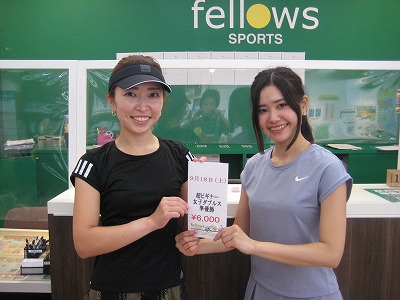 fellows
SPORTS
9月18日(土)
超ビギナー
女子ダブルス
準優勝
¥6,000
fellows